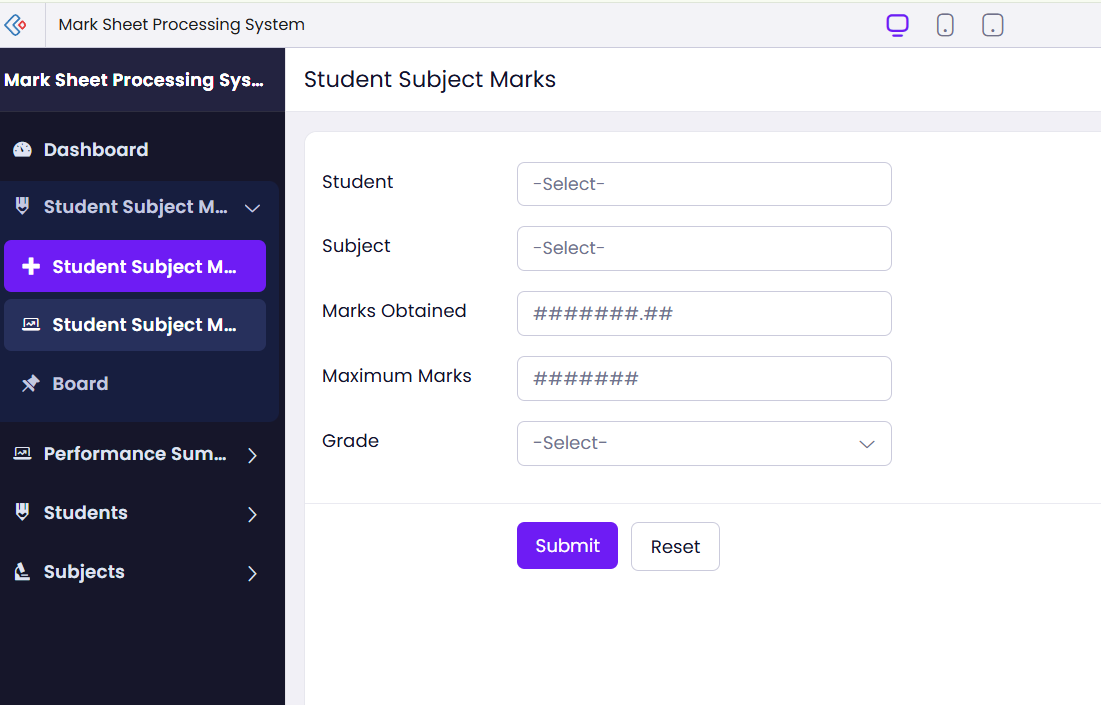 Mark Sheet Processing System
Mark Sheet Processing Sys...
Dashboard
Student Subject M...
Student Subject M...
Student Subject M...
Board
Performance Sum...
Students
Subjects
Student Subject Marks
Student
-Select-
Subject
-Select-
Marks Obtained
#######.##
Maximum Marks
#######
Grade
-Select-
Submit
Reset